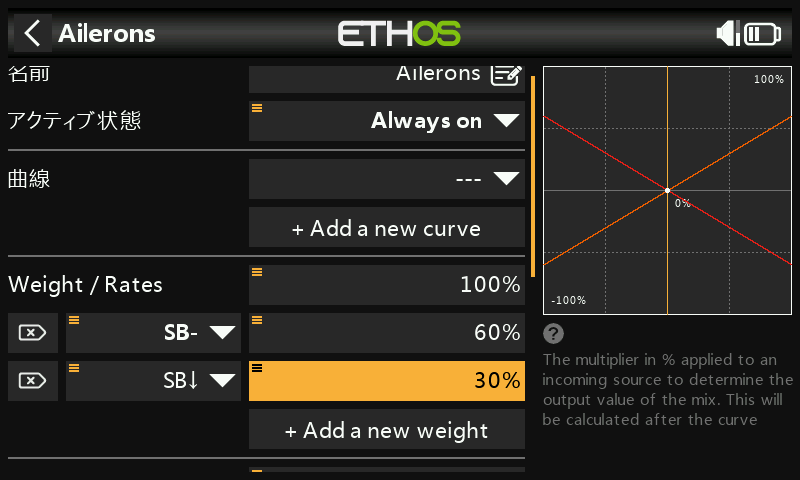 Ailerons
ETHOS
名前
Ailerons
アクティブ状態
Always on
曲線
---
+ Add a new curve
Weight / Rates
100%
SB-
60%
SB↓
30%
+ Add a new weight
100%
0%
-100%
?
The multiplier in % applied to an
incoming source to determine the
output value of the mix. This will
be calculated after the curve